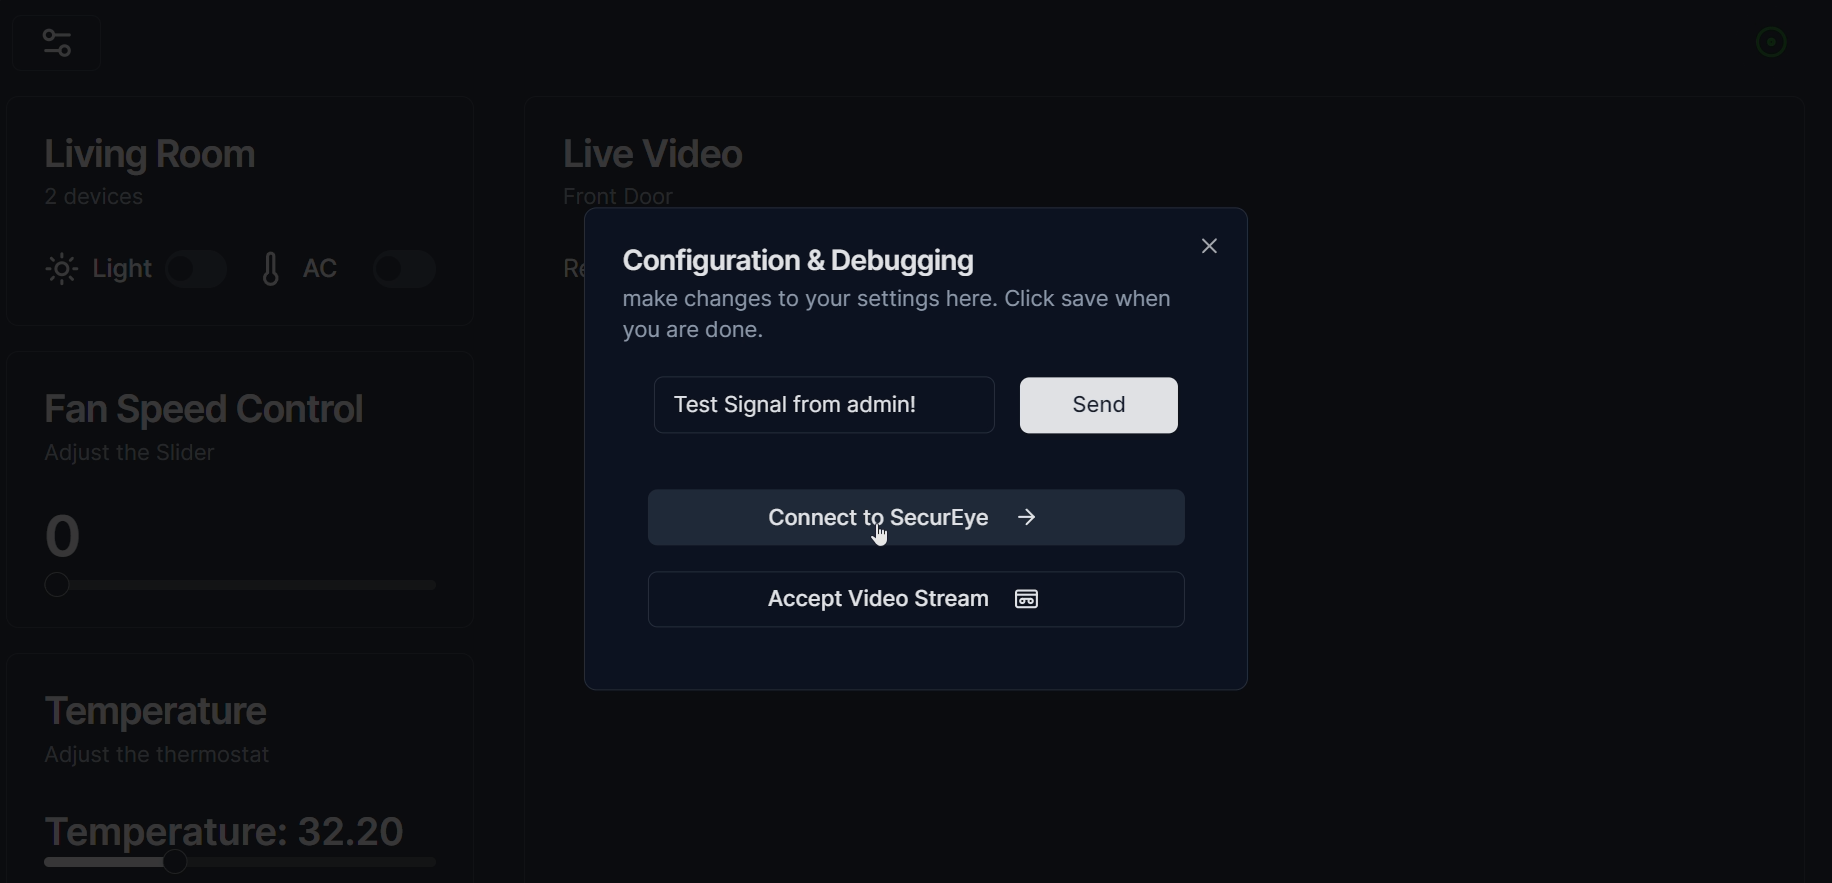 Living Room
2 devices
Light
AC
Fan Speed Control
Adjust the Slider
0
Temperature
Adjust the thermostat
Temperature: 32.20
Live Video
Front Door
Configuration & Debugging
make changes to your settings here. Click save when
you are done.
Test Signal from admin!
Send
Connect to SecurEye
Accept Video Stream